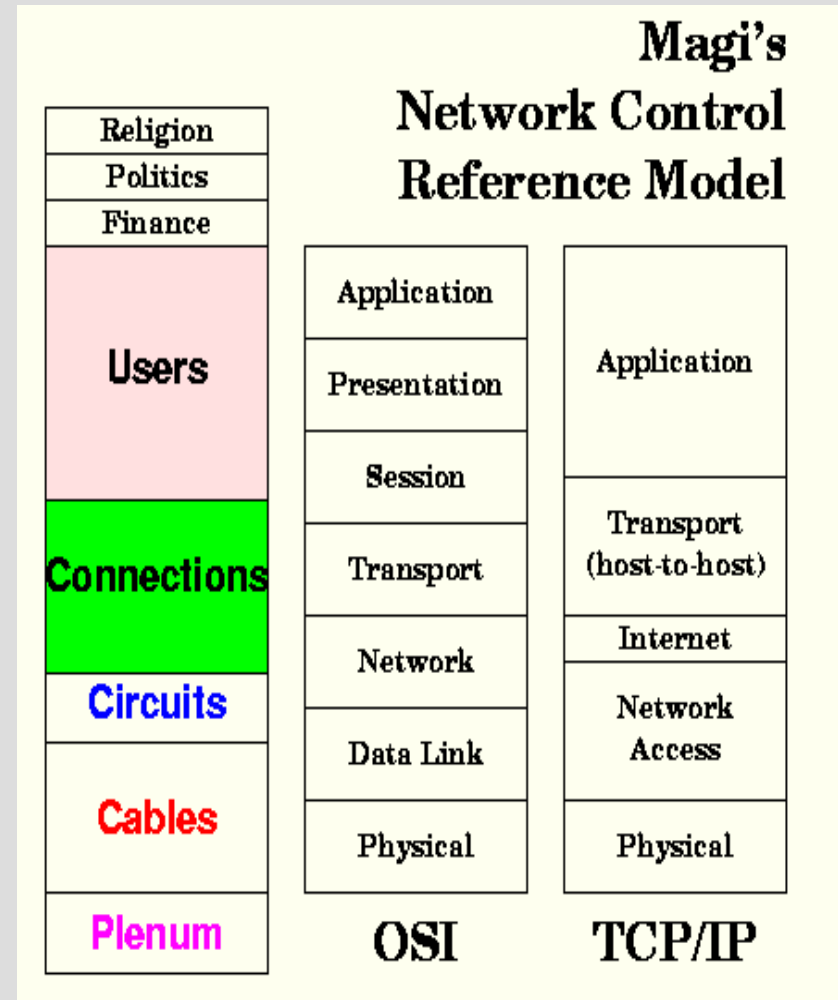 Magi's
Network Control
Reference Model
Religion
Politics
Finance
Users
Connections
Circuits
Cables
Plenum
Application
Presentation
Session
Transport
Network
Data Link
Physical
OSI
Application
Transport
(host-to-host)
Internet
Network
Access
Physical
TCP/IP